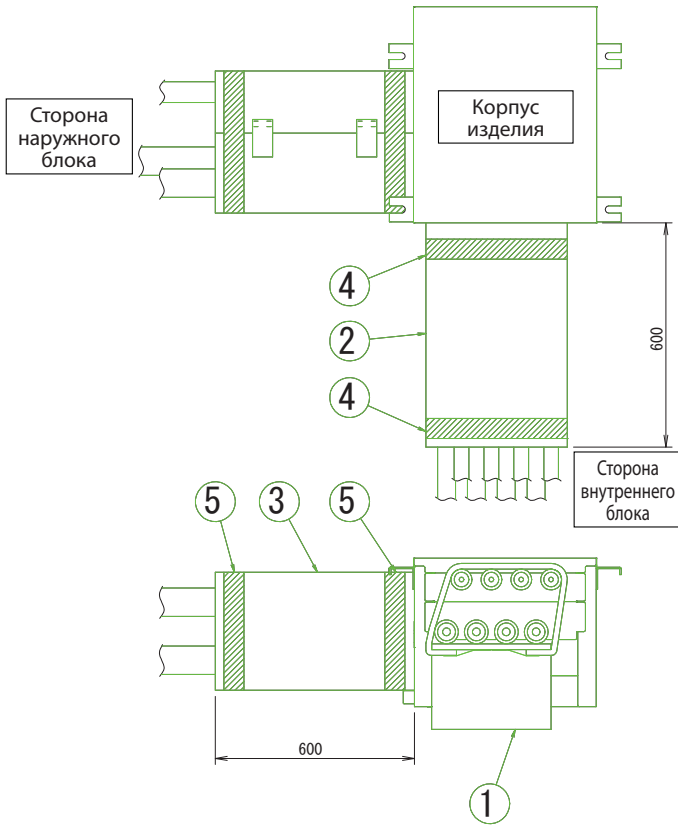 Сторона
наружного
блока
Корпус
изделия
4
2
4
600
Сторона
внутреннего
блока
5
3
5
600
1